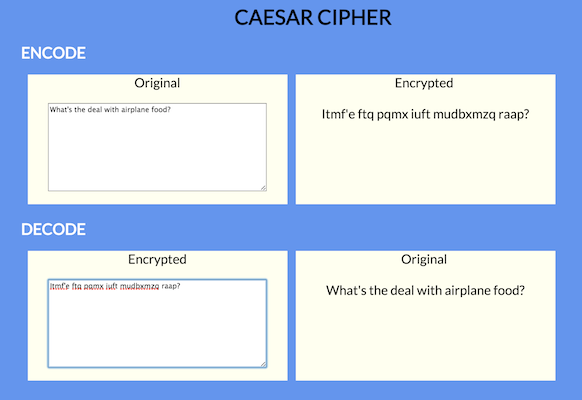 CAESAR CIPHER
ENCODE
Original
What's the deal with airplane food?
Encrypted
Itmf'e ftq pqmx iuft mudbxmzq raap?
DECODE
Encrypted
Itmf'e ftq pqmx iuft mudbxmzq raap?
Original
What's the deal with airplane food?